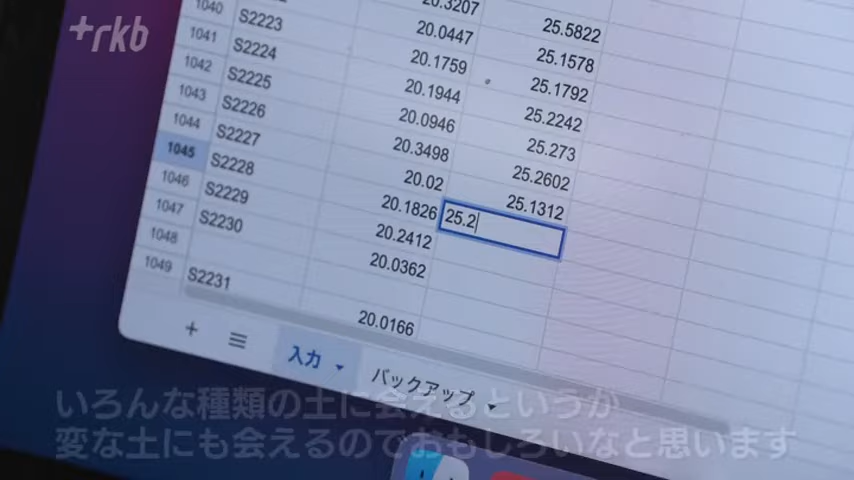 +rkb
20.3207 25.5822
20.0447 25.1578
1040 S2223 20.1759 25.1792
1041 S2224 20.1944 25.2242
1042 S2225 20.0946 25.273
1043 S2226 20.3498 25.2602
1044 S2227 20.02 25.1312
1045 S2228 20.1826 25.2
1046 S2229 20.2412
1047 S2230 20.0362
1048
1049 S2231 20.0166
入力 バックアップ
いろんな種類の土に会えるというか
変な土にも会えるのでおもしろいなと思います